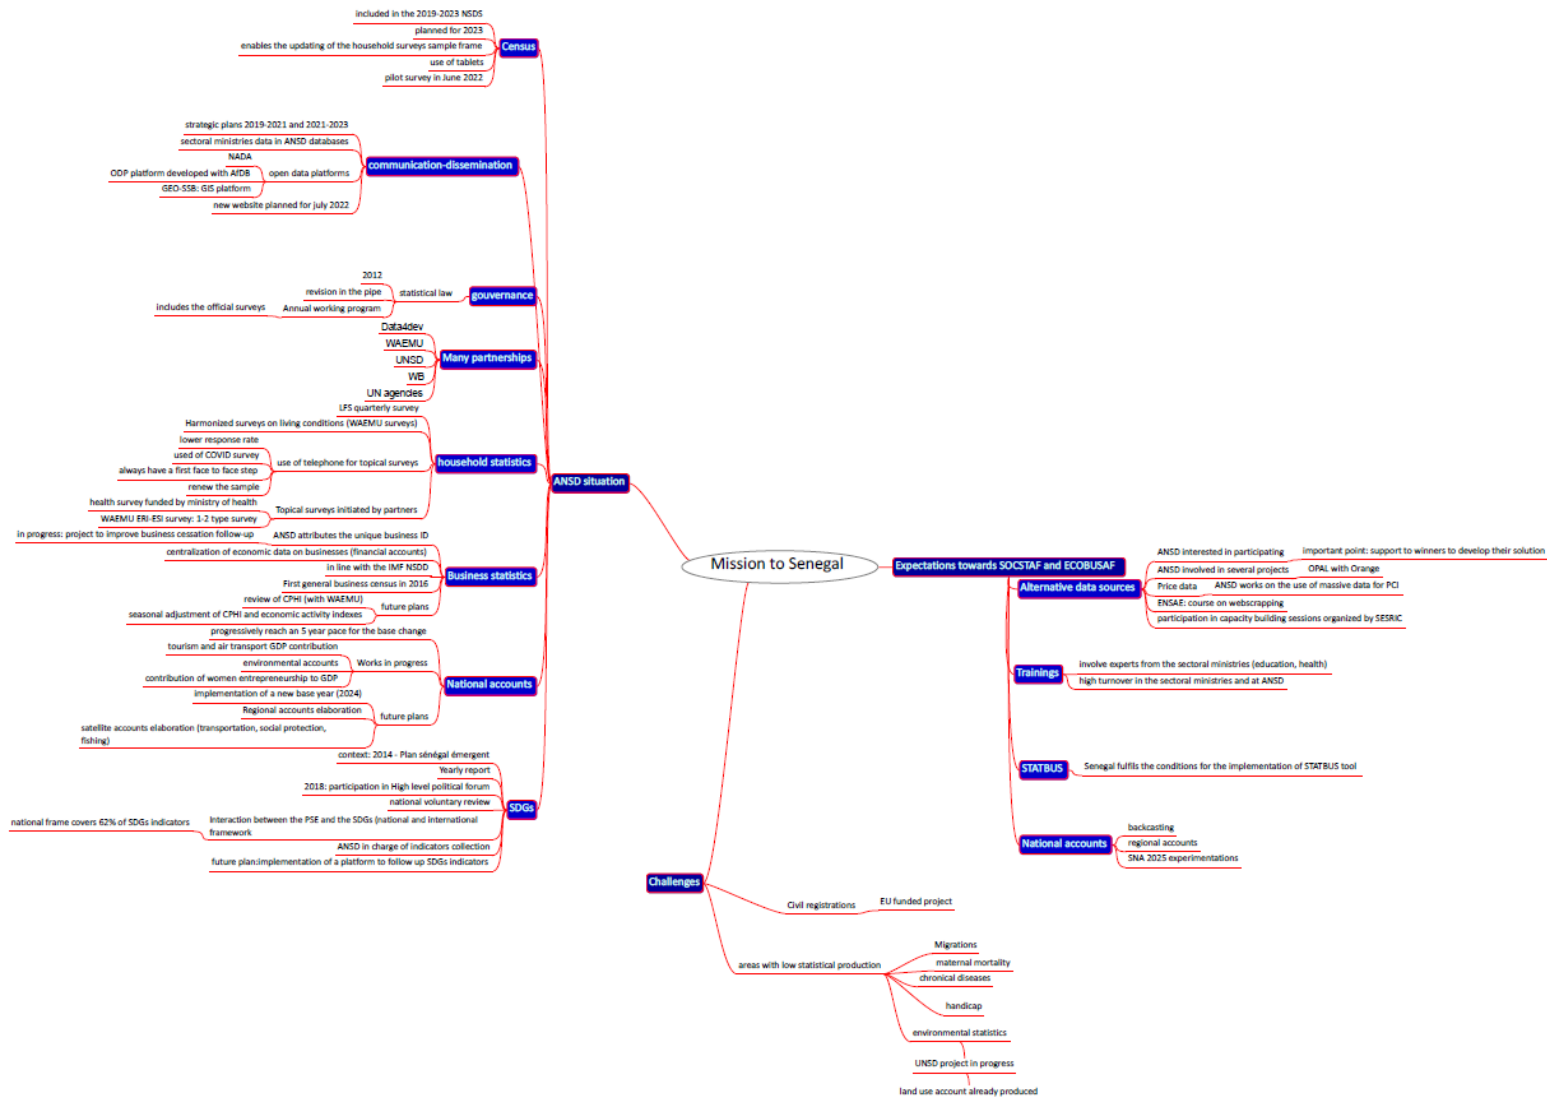 included in the 2019-2023 NSDS
planned for 2023
enables the updating of the household surveys sample frame
use of tablets
pilot survey in June 2022
Census
strategic plans 2019-2021 and 2021-2023
sectoral ministries data in ANSD databases
NADA
ODP platform developed with AfDB
GEO-SSB: GIS platform
open data platforms
new website planned for july 2022
communication-dissemination
2012
revision in the pipe
includes the official surveys
Annual working program
statistical law
gouvernance
Data4dev
WAEMU
UNSD
WB
UN agencies
Many partnerships
LFS quarterly survey
Harmonized surveys on living conditions (WAEMU surveys)
lower response rate
used of COVID survey
always have a first face to face step
renew the sample
use of telephone for topical surveys
health survey funded by ministry of health
WAEMU ERI-ESI survey: 1-2 type survey
Topical surveys initiated by partners
household statistics
in progress: project to improve business cessation follow-up
ANSD attributes the unique business ID
centralization of economic data on businesses (financial accounts)
in line with the IMF NSDD
First general business census in 2016
review of CPHI (with WAEMU)
seasonal adjustment of CPHI and economic activity indexes
future plans
Business statistics
progressively reach an 5 year pace for the base change
tourism and air transport GDP contribution
environmental accounts
contribution of women entrepreneurship to GDP
Works in progress
implementation of a new base year (2024)
Regional accounts elaboration
satellite accounts elaboration (transportation, social protection,
fishing)
future plans
National accounts
context: 2014 - Plan sénégal émergent
Yearly report
2018: participation in High level political forum
national voluntary review
national frame covers 62% of SDGs indicators
Interaction between the PSE and the SDGs (national and international
framework
ANSD in charge of indicators collection
future plan:implementation of a platform to follow up SDGs indicators
SDGs
ANSD situation
Mission to Senegal
Expectations towards SOCSTAF and ECOBUSAF
Alternative data sources
ANSD interested in participating
important point: support to winners to develop their solution
ANSD involved in several projects
OPAL with Orange
Price data
ANSD works on the use of massive data for PCI
ENSAE: course on webscrapping
participation in capacity building sessions organized by SESRIC
Trainings
involve experts from the sectoral ministries (education, health)
high turnover in the sectoral ministries and at ANSD
STATBUS
Senegal fulfils the conditions for the implementation of STATBUS tool
National accounts
backcasting
regional accounts
SNA 2025 experimentations
Challenges
Civil registrations
EU funded project
areas with low statistical production
Migrations
maternal mortality
chronical diseases
handicap
environmental statistics
UNSD project in progress
land use account already produced